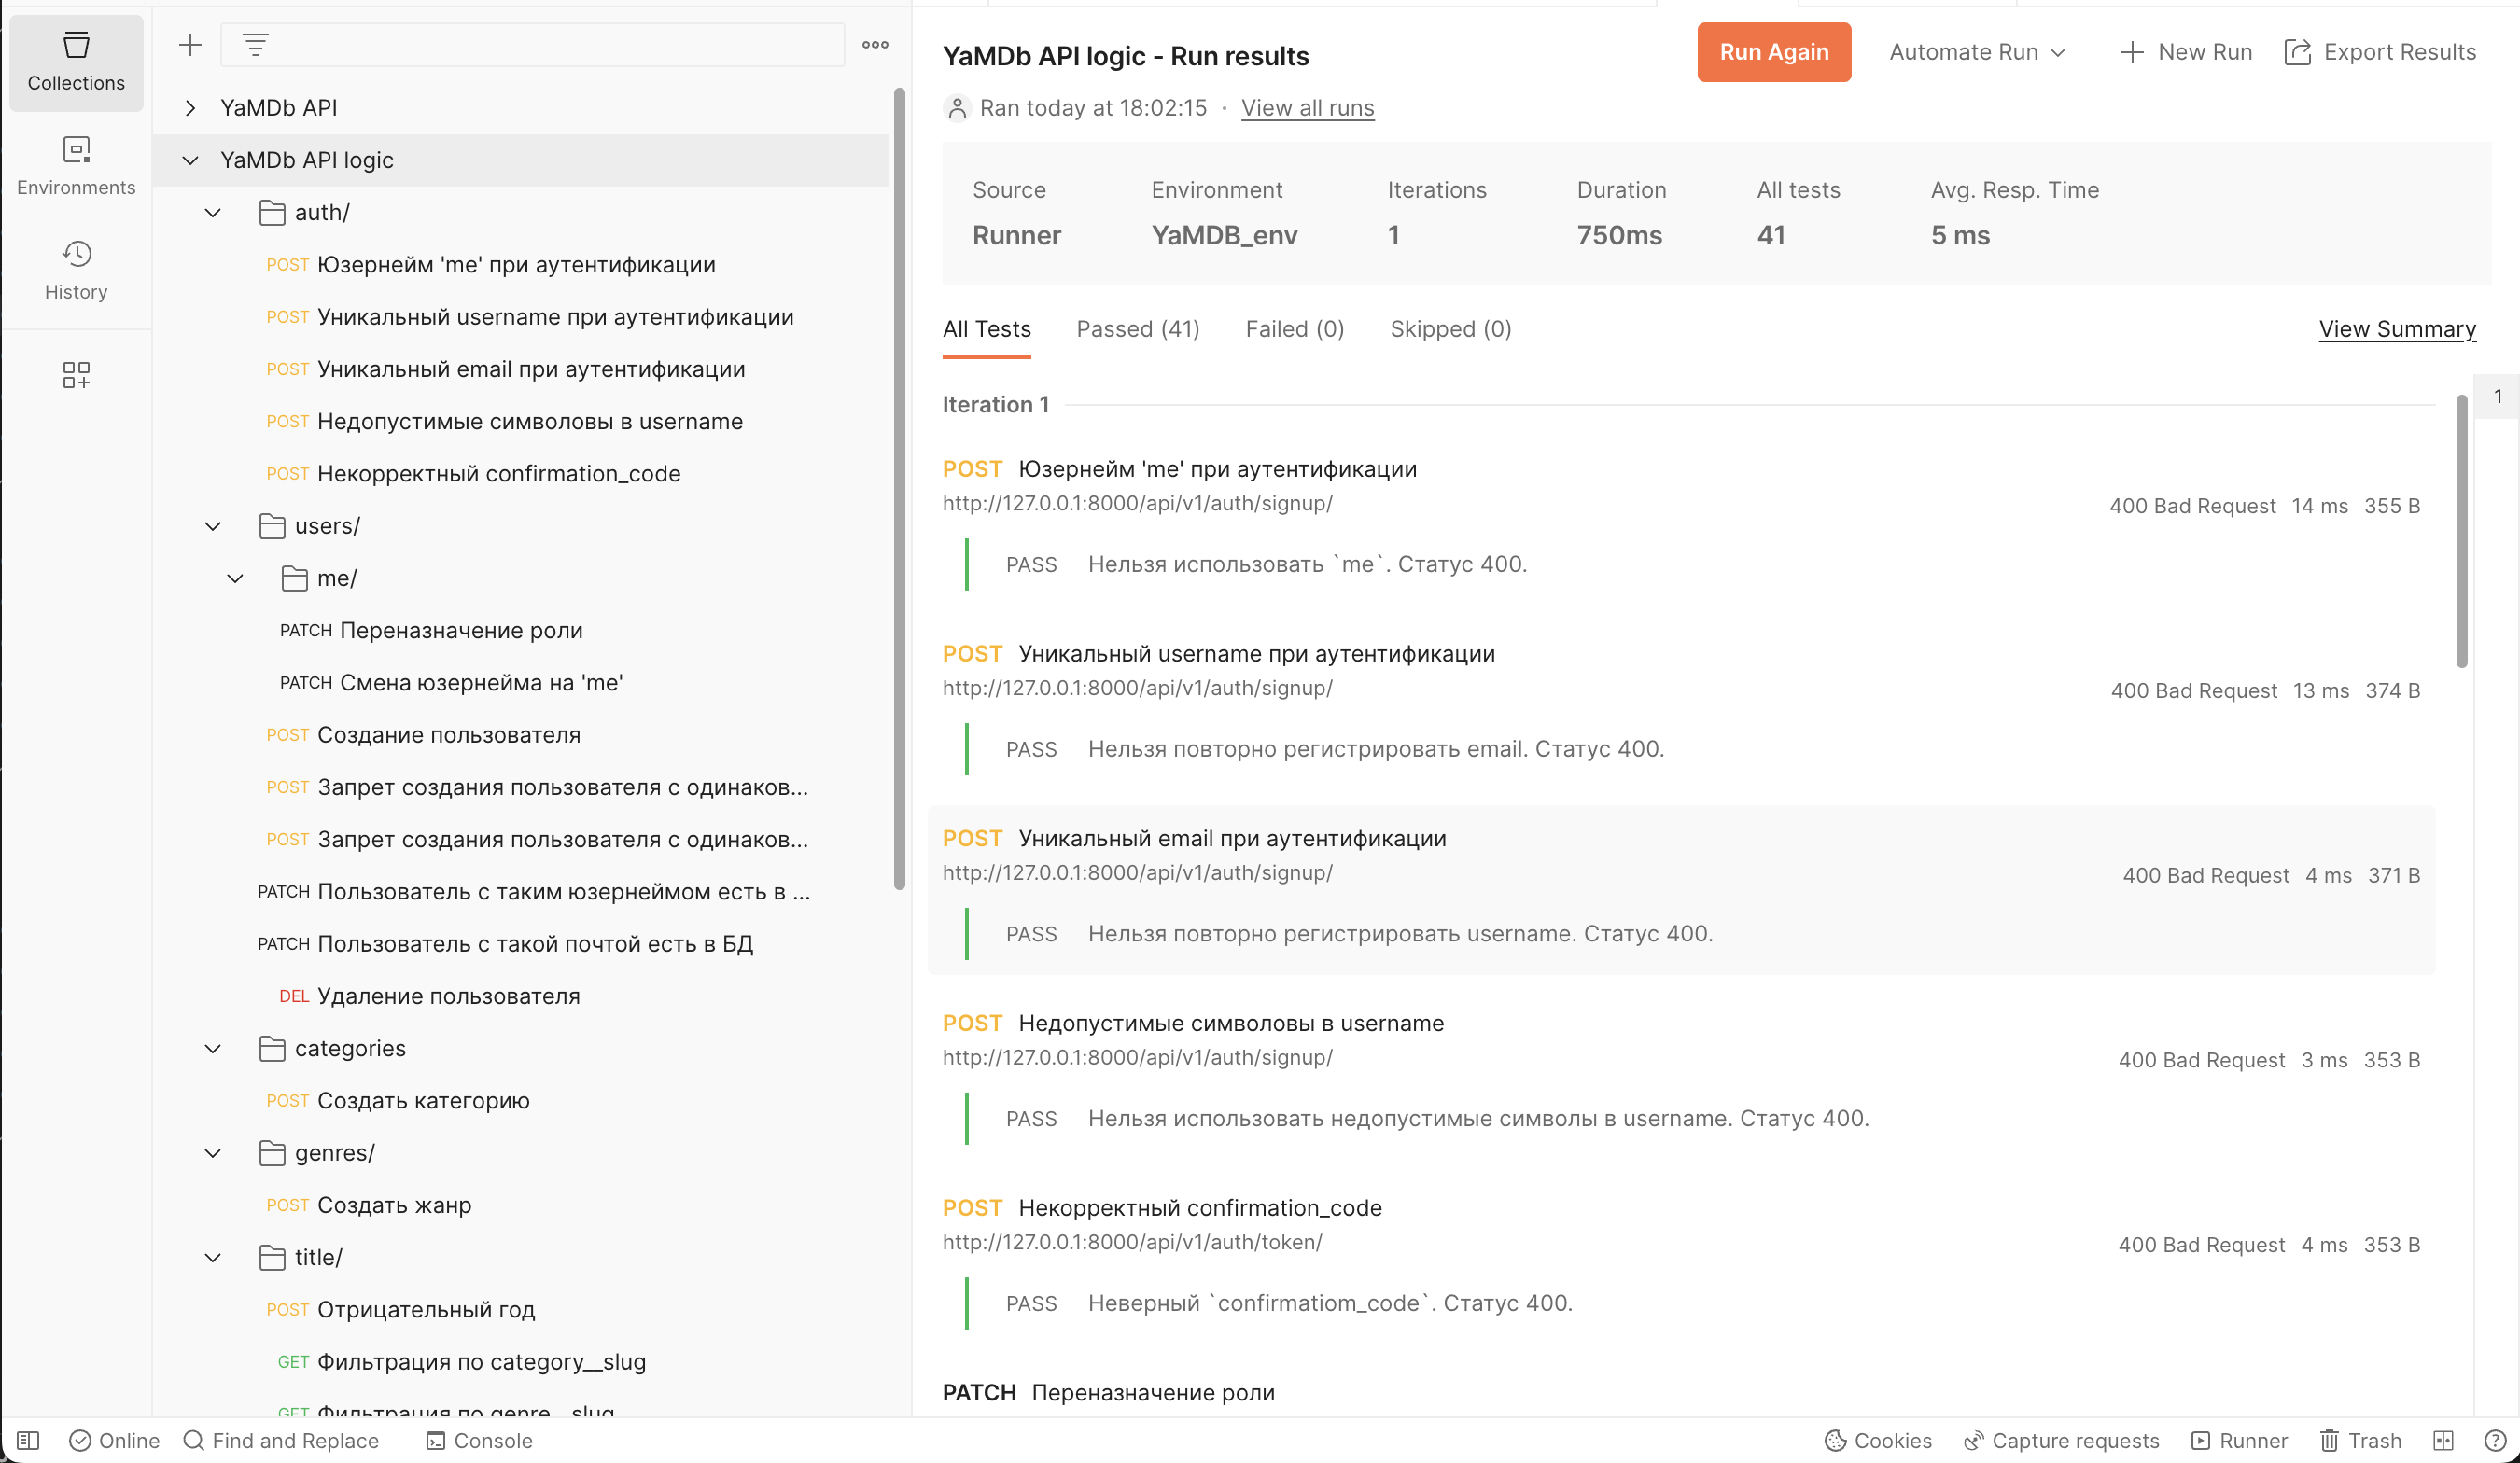 Collections
Environments
History
YaMDb API
YaMDb API logic
auth/
POST Юзернейм 'me' при аутентификации
POST Уникальный username при аутентификации
POST Уникальный email при аутентификации
POST Недопустимые символовы в username
POST Некорректный confirmation_code
users/
me/
PATCH Переназначение роли
PATCH Смена юзернейма на 'me'
POST Создание пользователя
POST Запрет создания пользователя с одинаков...
POST Запрет создания пользователя с одинаков...
PATCH Пользователь с таким юзернеймом есть в ...
PATCH Пользователь с такой почтой есть в БД
DEL Удаление пользователя
categories
POST Создать категорию
genres/
POST Создать жанр
title/
POST Отрицательный год
GET Фильтрация по category__slug
GET Фильтрация по genre__slug
YaMDb API logic - Run results
Run Again
Automate Run
New Run
Export Results
Ran today at 18:02:15 · View all runs
Source Environment Iterations Duration All tests Avg. Resp. Time
Runner YaMDB_env 1 750ms 41 5 ms
All Tests Passed (41) Failed (0) Skipped (0) View Summary
Iteration 1
1
POST Юзернейм 'me' при аутентификации
http://127.0.0.1:8000/api/v1/auth/signup/
400 Bad Request 14 ms 355 B
PASS Нельзя использовать `me`. Статус 400.
POST Уникальный username при аутентификации
http://127.0.0.1:8000/api/v1/auth/signup/
400 Bad Request 13 ms 374 B
PASS Нельзя повторно регистрировать email. Статус 400.
POST Уникальный email при аутентификации
http://127.0.0.1:8000/api/v1/auth/signup/
400 Bad Request 4 ms 371 B
PASS Нельзя повторно регистрировать username. Статус 400.
POST Недопустимые символовы в username
http://127.0.0.1:8000/api/v1/auth/signup/
400 Bad Request 3 ms 353 B
PASS Нельзя использовать недопустимые символы в username. Статус 400.
POST Некорректный confirmation_code
http://127.0.0.1:8000/api/v1/auth/token/
400 Bad Request 4 ms 353 B
PASS Неверный `confirmatiom_code`. Статус 400.
PATCH Переназначение роли
Online Find and Replace Console Cookies Capture requests Runner Trash